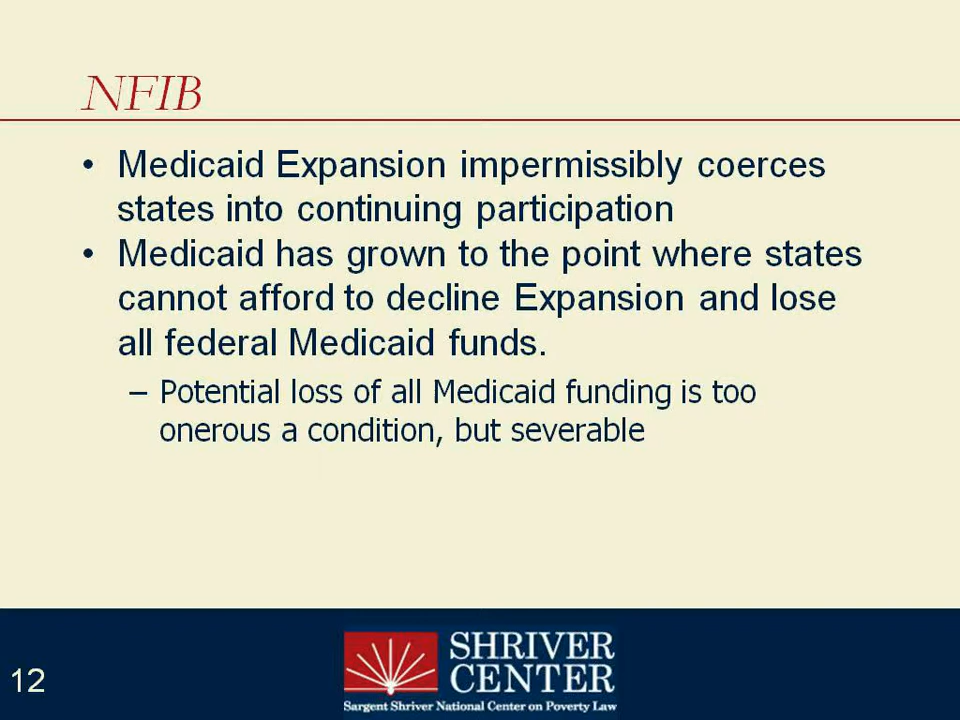 NFIB
• Medicaid Expansion impermissibly coerces
states into continuing participation
• Medicaid has grown to the point where states
cannot afford to decline Expansion and lose
all federal Medicaid funds.
– Potential loss of all Medicaid funding is too
onerous a condition, but severable
12
SHRIVER
CENTER
Sargent Shriver National Center on Poverty Law